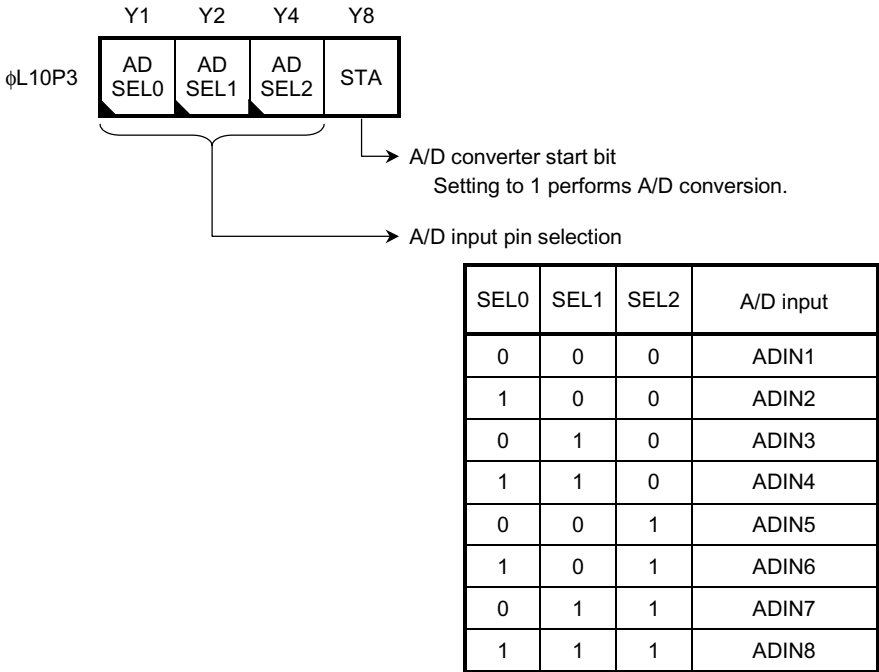 Y1 Y2 Y4 Y8
ϕL10P3
AD SEL0
AD SEL1
AD SEL2
STA
A/D converter start bit
Setting to 1 performs A/D conversion.
A/D input pin selection
SEL0 SEL1 SEL2 A/D input
0 0 0 ADIN1
1 0 0 ADIN2
0 1 0 ADIN3
1 1 0 ADIN4
0 0 1 ADIN5
1 0 1 ADIN6
0 1 1 ADIN7
1 1 1 ADIN8